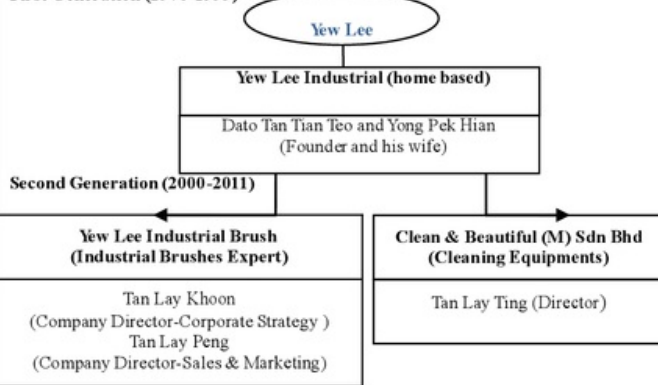 Yew Lee
Yew Lee Industrial (home based)
Dato Tan Tian Teo and Yong Pek Hian
(Founder and his wife)
Second Generation (2000-2011)
Yew Lee Industrial Brush
(Industrial Brushes Expert)
Tan Lay Khoon
(Company Director-Corporate Strategy )
Tan Lay Peng
(Company Director-Sales & Marketing)
Clean & Beautiful (M) Sdn Bhd
(Cleaning Equipments)
Tan Lay Ting (Director)